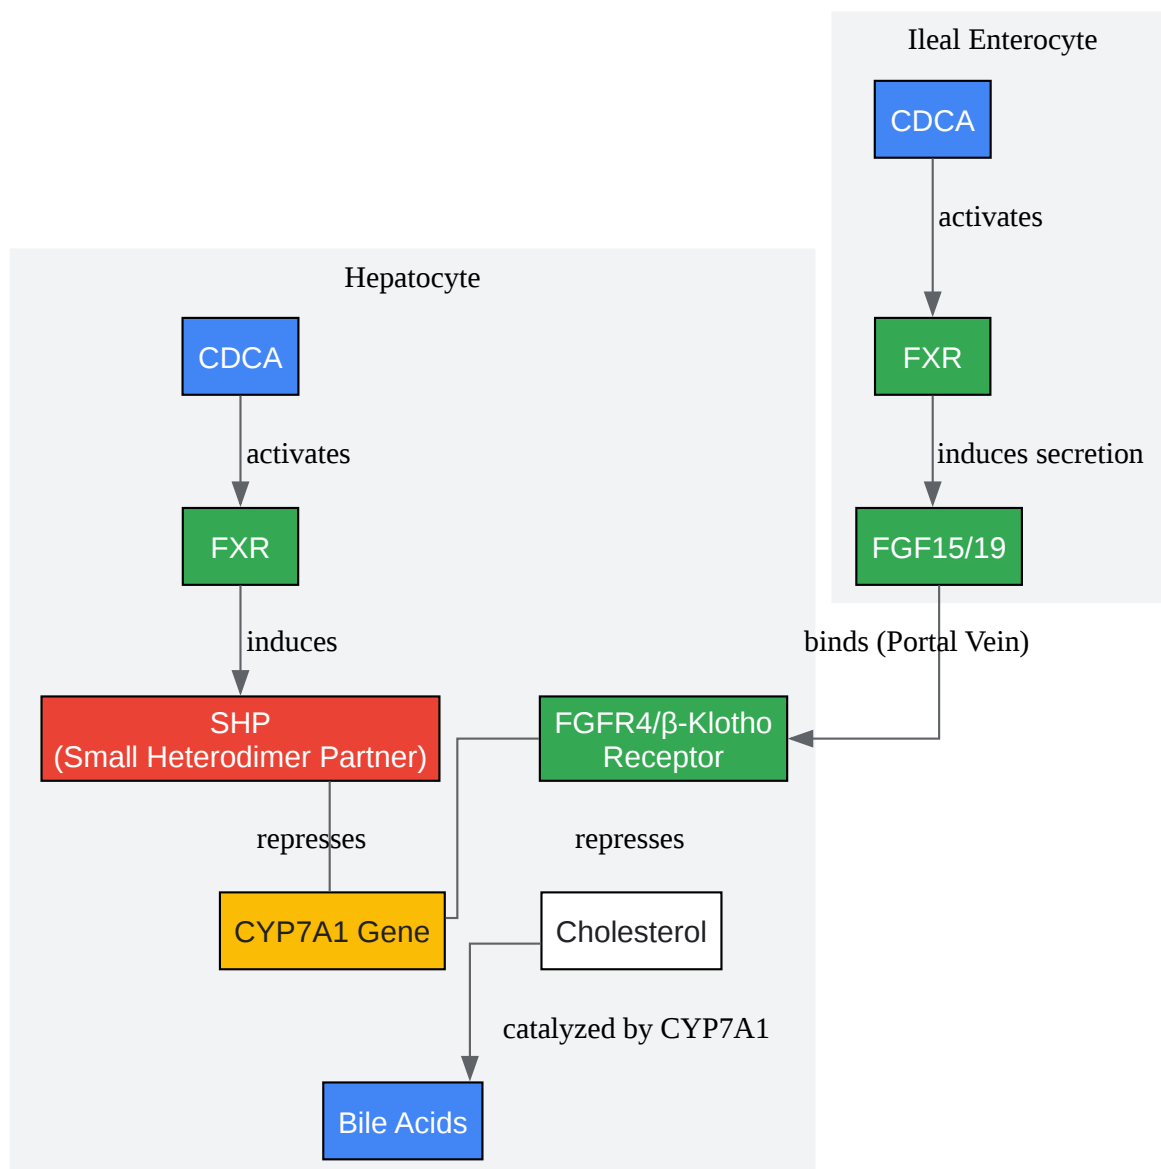 Ileal Enterocyte
CDCA
activates
FXR
induces secretion
FGF15/19
binds (Portal Vein)
Hepatocyte
CDCA
activates
FXR
induces
SHP
(Small Heterodimer Partner)
FGFR4/β-Klotho
Receptor
represses
represses
CYP7A1 Gene
Cholesterol
catalyzed by CYP7A1
Bile Acids